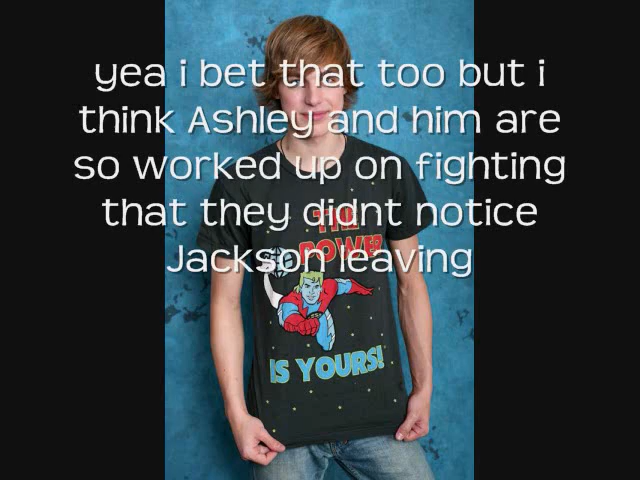 yea i bet that too but i
think Ashley and him are
so worked up on fighting
that they didnt notice
Jackson leaving
THE
POWER
IS YOURS!